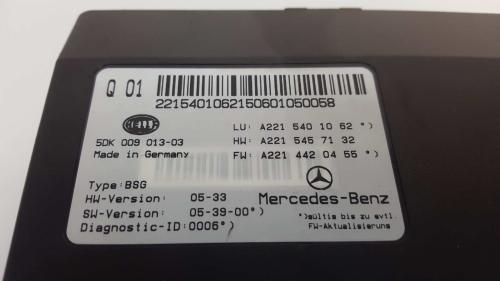 Q 01
2215401062150601050058
HELLA
LU: A221 540 10 62 *)
5DK 009 013-03
HW: A221 545 71 32
Made in Germany
FW: A221 442 04 55 *)
Type: BSG
HW-Version: 05-33
SW-Version: 05-39-00*)
Diagnostic-ID: 0006*)
Mercedes-Benz
*)gültig bis zu evtl.
FW-Aktualisierung